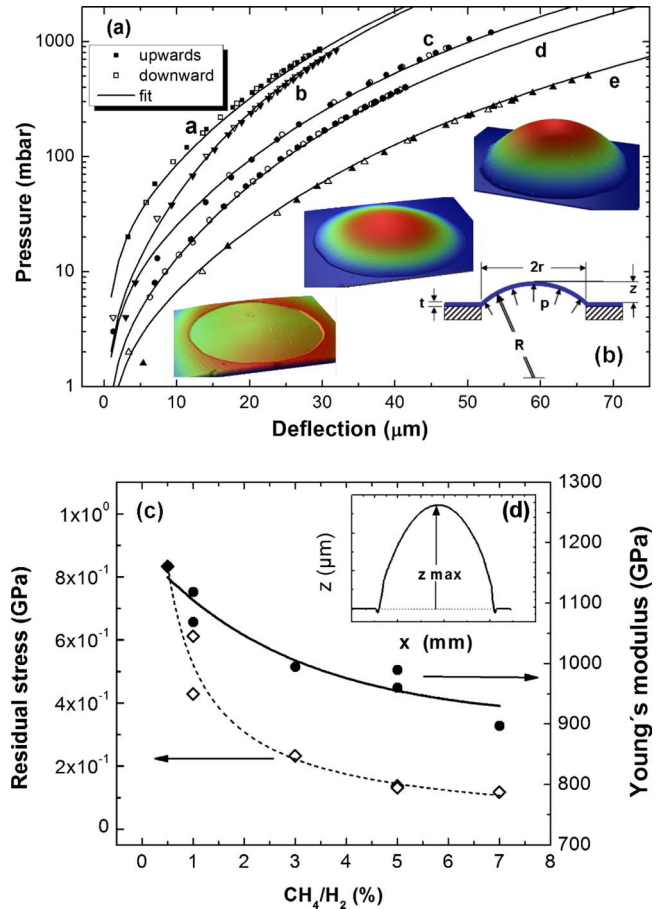 (a)
1000
100
10
1
Pressure (mbar)
upwards
downward
fit
a
b
c
d
e
2r
t
z
p
R
(b)
0 10 20 30 40 50 60 70
Deflection (μm)
(c)
1x10⁰
8x10⁻¹
6x10⁻¹
4x10⁻¹
2x10⁻¹
0
Residual stress (GPa)
(d)
z (μm)
z max
x (mm)
1300
1200
1100
1000
900
800
700
Young´s modulus (GPa)
0 1 2 3 4 5 6 7 8
CH₄/H₂ (%)